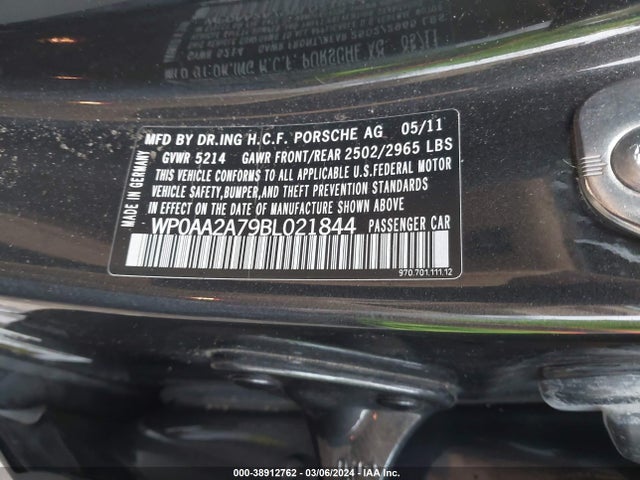 MFD BY DR.ING H.C.F. PORSCHE AG 05/11
GVWR 5214 GAWR FRONT/REAR 2502/2965 LBS
THIS VEHICLE CONFORMS TO ALL APPLICABLE U.S.FEDERAL MOTOR
VEHICLE SAFETY,BUMPER,AND THEFT PREVENTION STANDARDS
IN EFFECT ON THE DATE OF MANUFACTURE SHOWN ABOVE
WP0AA2A79BL021844 PASSENGER CAR
970.701.111.12
MADE IN GERMANY
000-38912762 - 03/06/2024 - IAAI.com